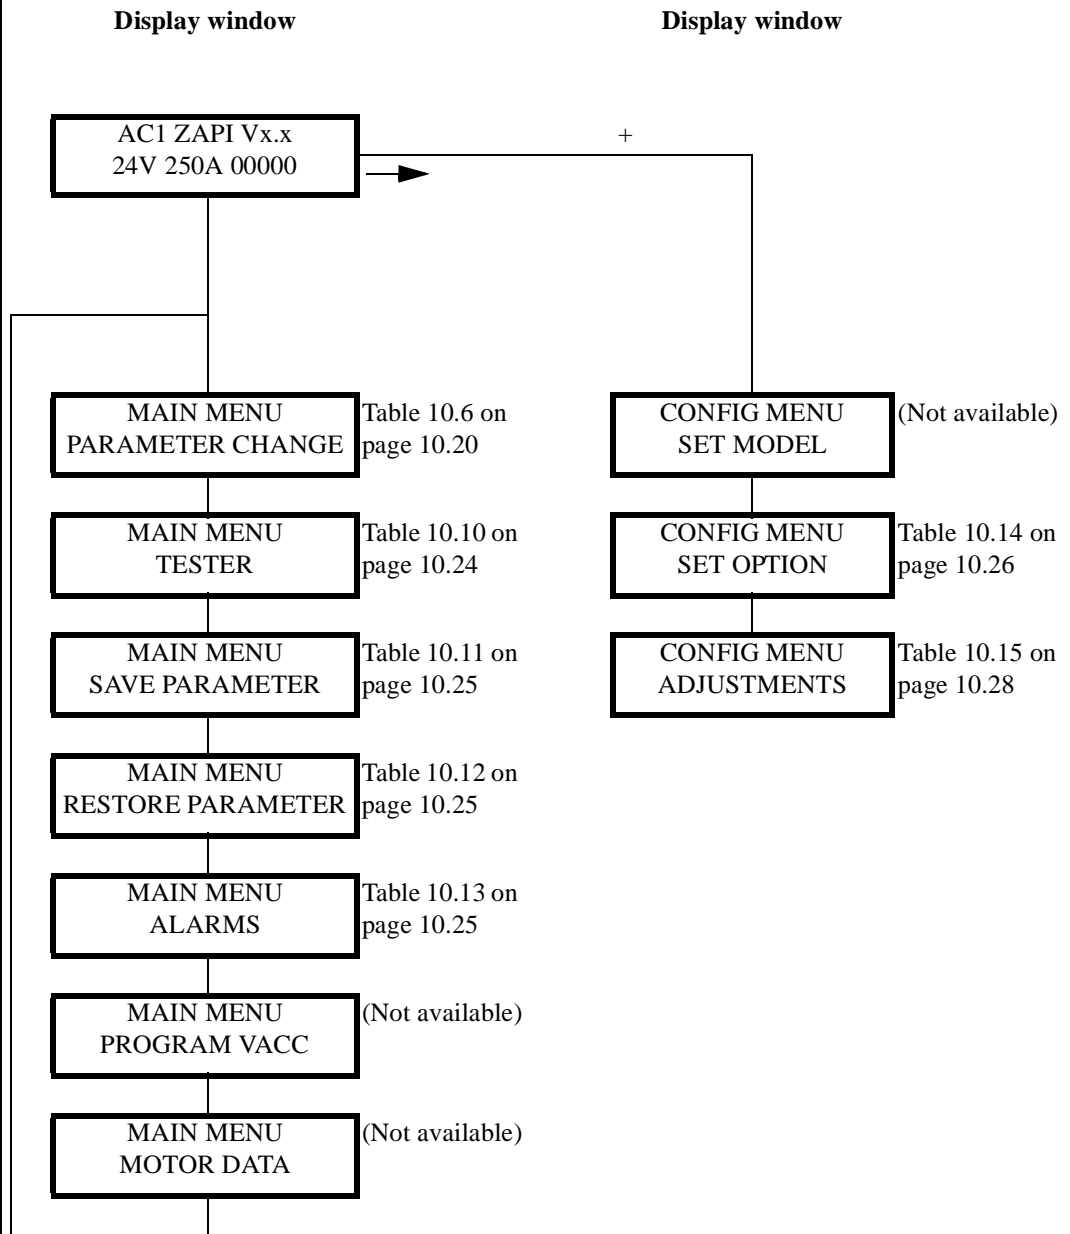 Display window
Display window
AC1 ZAPI Vx.x
24V 250A 00000
+
MAIN MENU
PARAMETER CHANGE
Table 10.6 on
page 10.20
CONFIG MENU
SET MODEL
(Not available)
MAIN MENU
TESTER
Table 10.10 on
page 10.24
CONFIG MENU
SET OPTION
Table 10.14 on
page 10.26
MAIN MENU
SAVE PARAMETER
Table 10.11 on
page 10.25
CONFIG MENU
ADJUSTMENTS
Table 10.15 on
page 10.28
MAIN MENU
RESTORE PARAMETER
Table 10.12 on
page 10.25
MAIN MENU
ALARMS
Table 10.13 on
page 10.25
MAIN MENU
PROGRAM VACC
(Not available)
MAIN MENU
MOTOR DATA
(Not available)